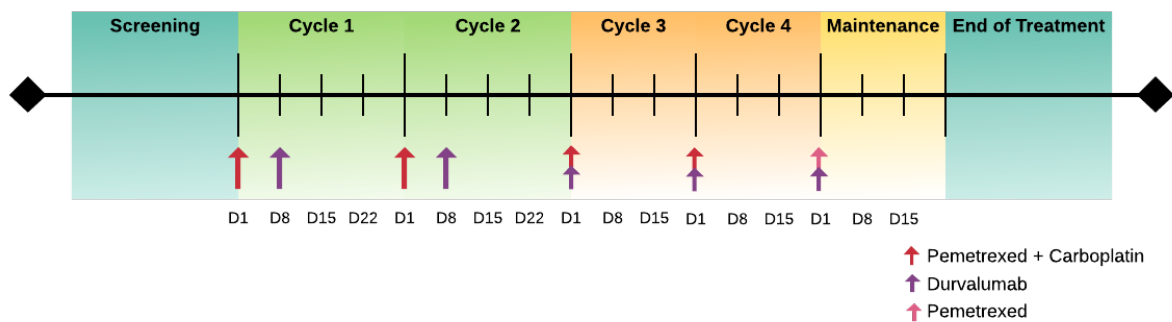 Screening Cycle 1 Cycle 2 Cycle 3 Cycle 4 Maintenance End of Treatment
D1 D8 D15 D22 D1 D8 D15 D22 D1 D8 D15 D1 D8 D15 D1 D8 D15
Pemetrexed + Carboplatin
Durvalumab
Pemetrexed